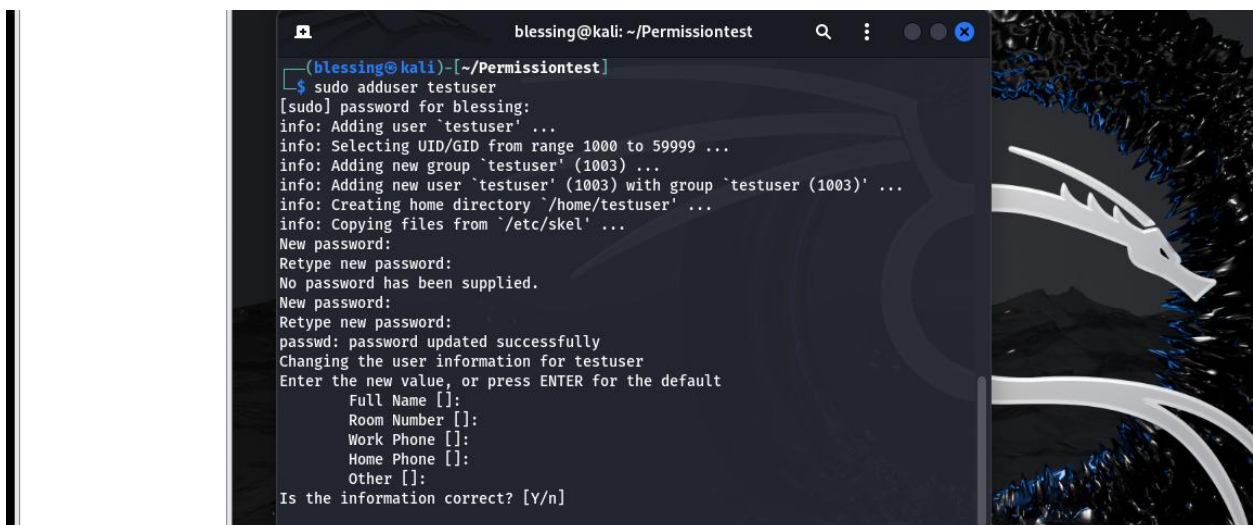 blessing@kali: ~/Permissiontest
(blessing㉿kali)-[~/Permissiontest]
$ sudo adduser testuser
[sudo] password for blessing:
info: Adding user `testuser' ...
info: Selecting UID/GID from range 1000 to 59999 ...
info: Adding new group `testuser' (1003) ...
info: Adding new user `testuser' (1003) with group `testuser (1003)' ...
info: Creating home directory `/home/testuser' ...
info: Copying files from `/etc/skel' ...
New password:
Retype new password:
No password has been supplied.
New password:
Retype new password:
passwd: password updated successfully
Changing the user information for testuser
Enter the new value, or press ENTER for the default
Full Name []:
Room Number []:
Work Phone []:
Home Phone []:
Other []:
Is the information correct? [Y/n]